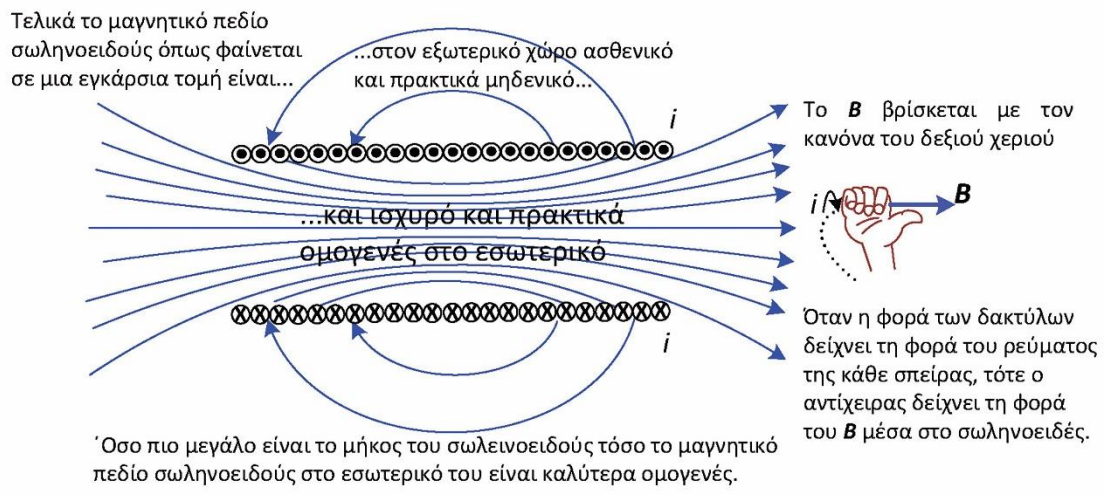 Τελικά το μαγνητικό πεδίο
σωληνοειδούς όπως φαίνεται
σε μια εγκάρσια τομή είναι...
...στον εξωτερικό χώρο ασθενικό
και πρακτικά μηδενικό...
i
Το B βρίσκεται με τον
κανόνα του δεξιού χεριού
i
B
...και ισχυρό και πρακτικά
ομογενές στο εσωτερικό
i
Όταν η φορά των δακτύλων
δείχνει τη φορά του ρεύματος
της κάθε σπείρας, τότε ο
αντίχειρας δείχνει τη φορά
του B μέσα στο σωληνοειδές.
΄Οσο πιο μεγάλο είναι το μήκος του σωλεινοειδούς τόσο το μαγνητικό
πεδίο σωληνοειδούς στο εσωτερικό του είναι καλύτερα ομογενές.